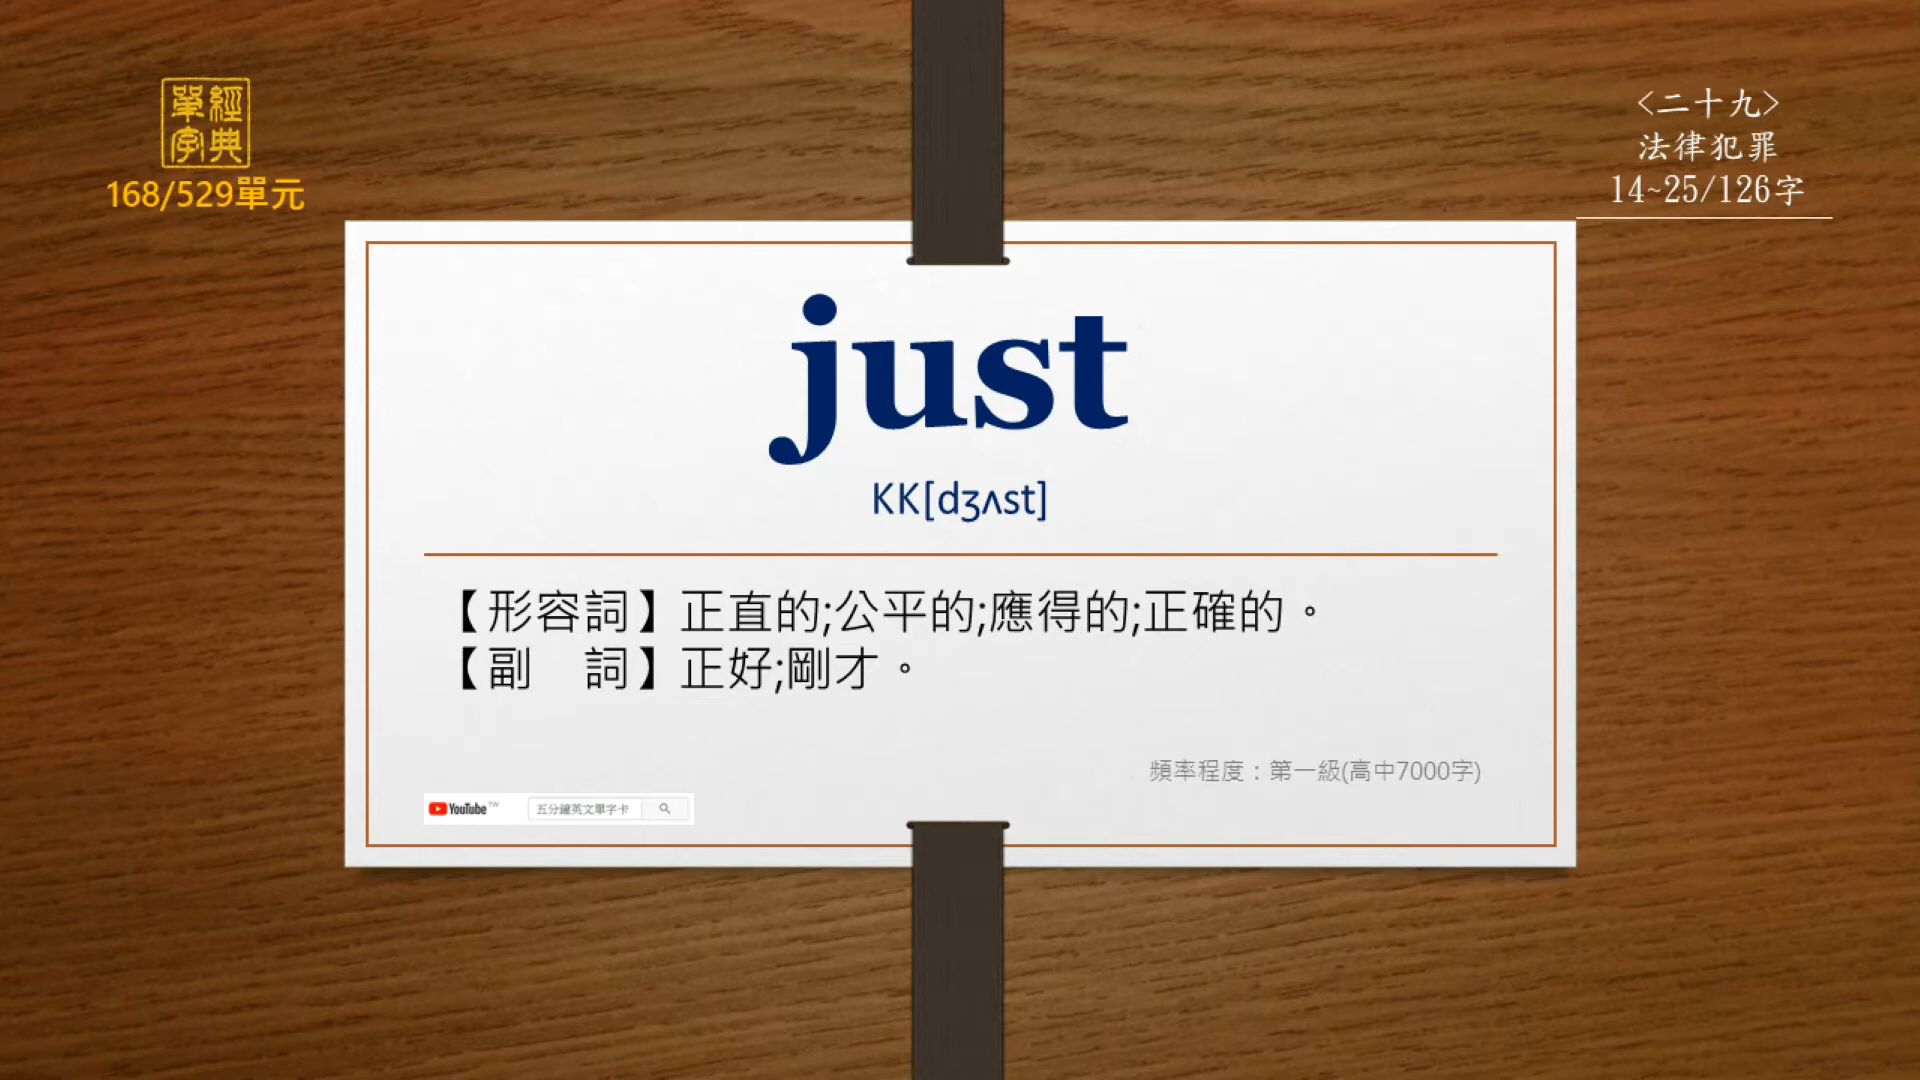 單經
字典
168/529單元
<二十九>
法律犯罪
14~25/126字
just
KK[dʒʌst]
【形容詞】正直的;公平的;應得的;正確的。
【副　詞】正好;剛才。
頻率程度：第一級(高中7000字)
YouTube TW 五分鐘英文單字卡